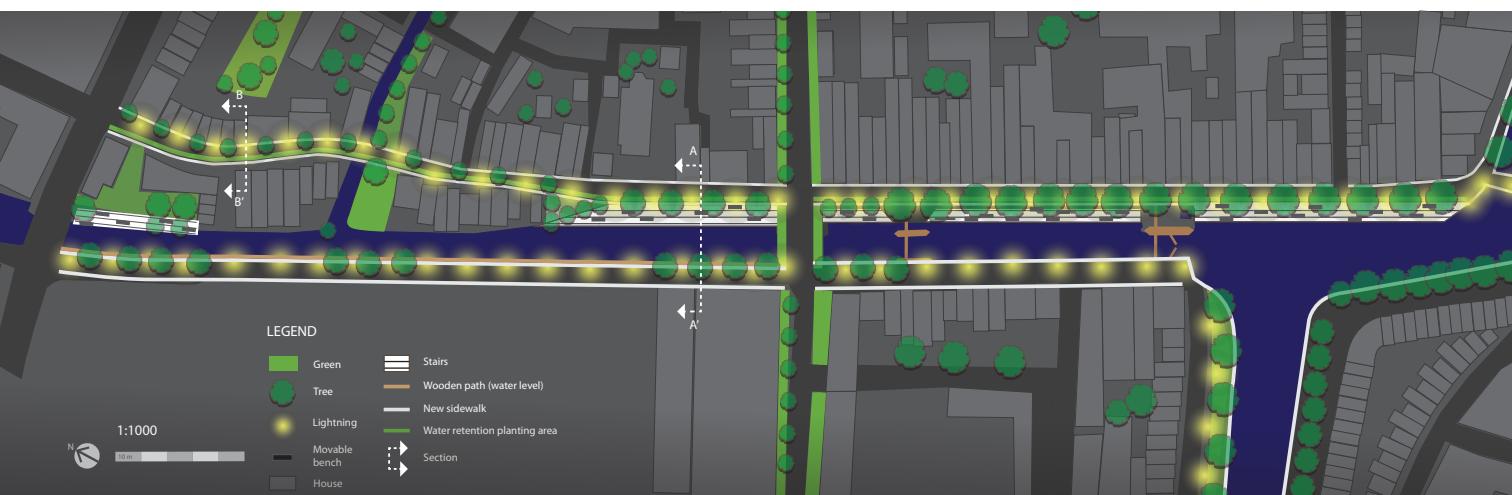 B
A
B'
A'
LEGEND
Green
Tree
Lightning
Movable
bench
House
Stairs
Wooden path (water level)
New sidewalk
Water retention planting area
Section
1:1000
N
10 m